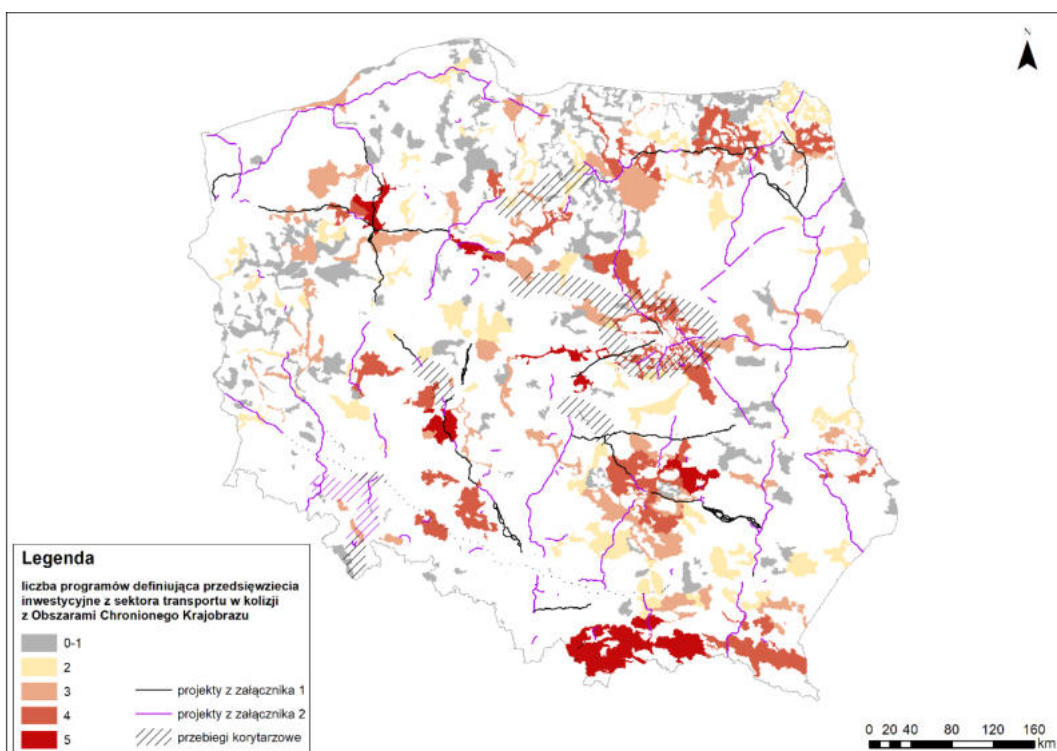 N
Legenda
liczba programów definiująca przedsięwziecia
inwestycyjne z sektora transportu w kolizji
z Obszarami Chronionego Krajobrazu
0-1
2
3
4
5
projekty z załącznika 1
projekty z załącznika 2
przebiegi korytarzowe
0 20 40 80 120 160
km